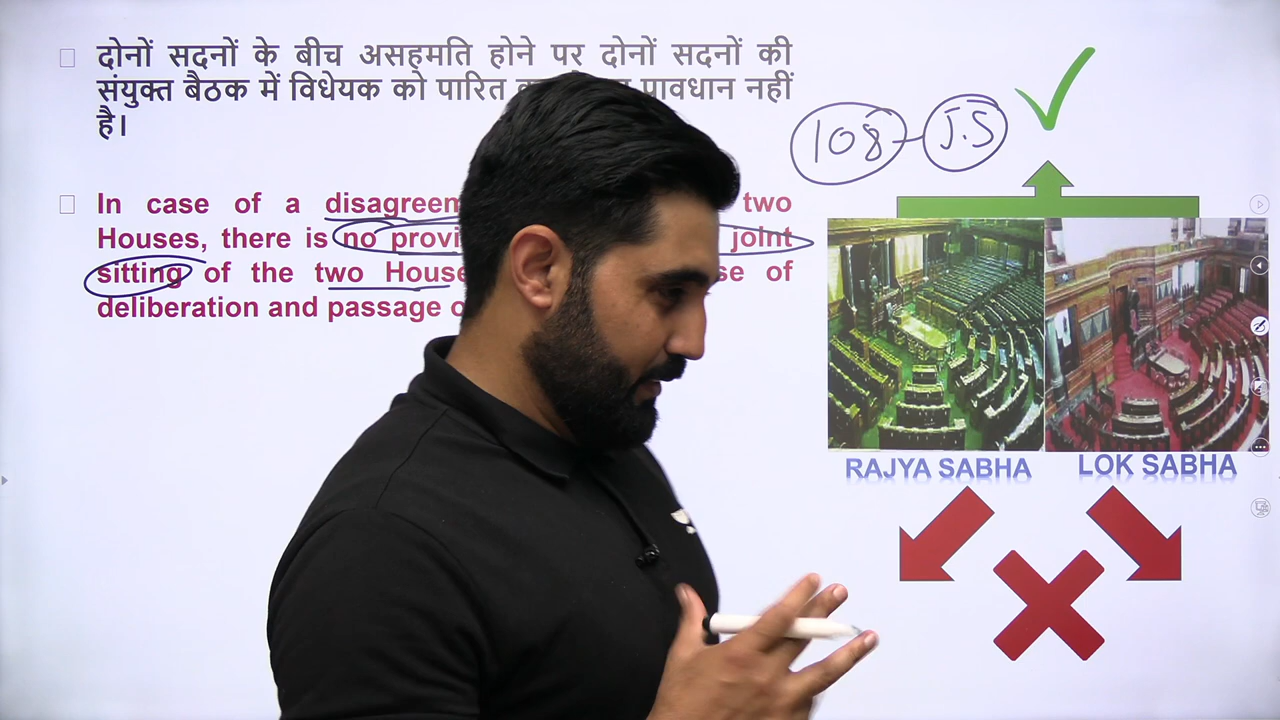 दोनों सदनों के बीच असहमति होने पर दोनों सदनों की
संयुक्त बैठक में विधेयक को पारित प्रावधान नहीं
है।
108 - J.S
In case of a disagreem two
Houses, there is no provi joint
sitting of the two House se of
deliberation and passage o
RAJYA SABHA LOK SABHA